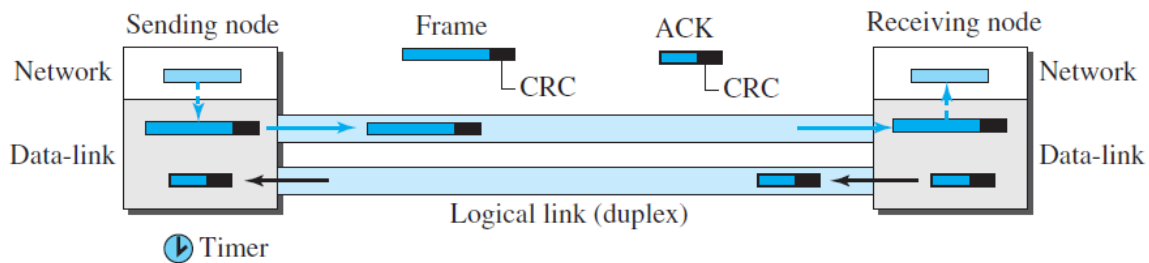 Sending node
Frame
ACK
Receiving node
Network
CRC
CRC
Network
Data-link
Data-link
Logical link (duplex)
Timer